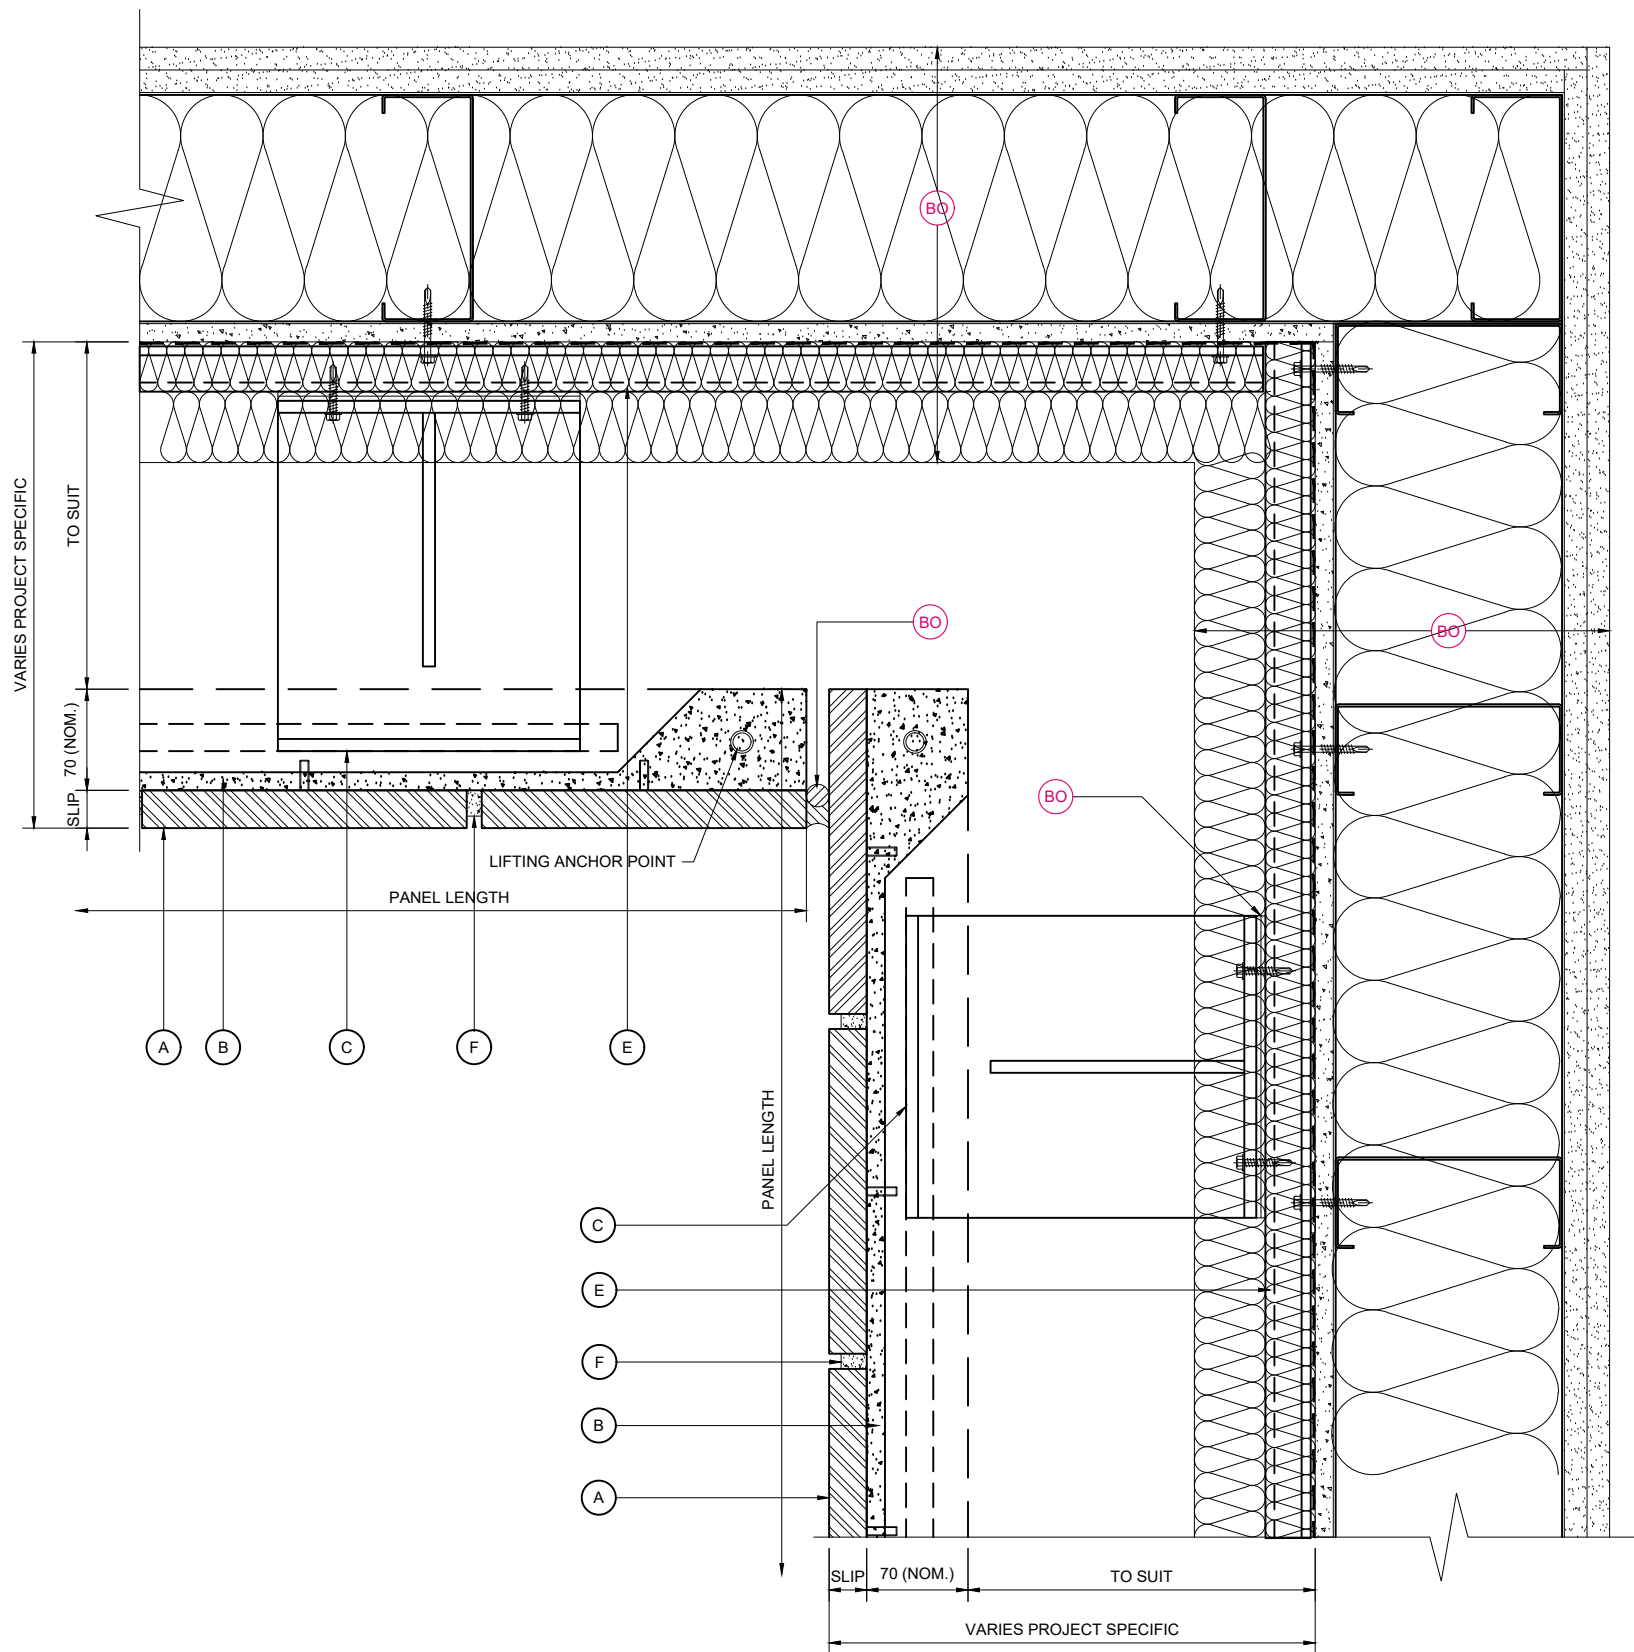 BO
VARIES PROJECT SPECIFIC
TO SUIT
BO
BO
70 (NOM.)
SLIP
BO
LIFTING ANCHOR POINT
PANEL LENGTH
A
B
C
F
E
PANEL LENGTH
C
E
F
B
A
SLIP
70 (NOM.)
TO SUIT
VARIES PROJECT SPECIFIC